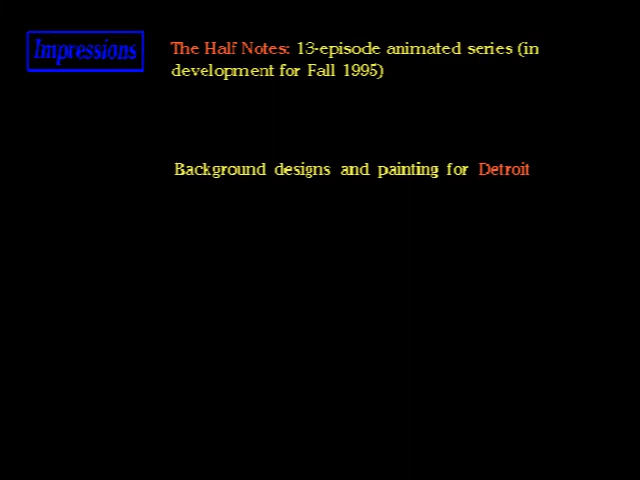 Impressions
The Half Notes: 13-episode animated series (in
development for Fall 1995)
Background designs and painting for Detroit